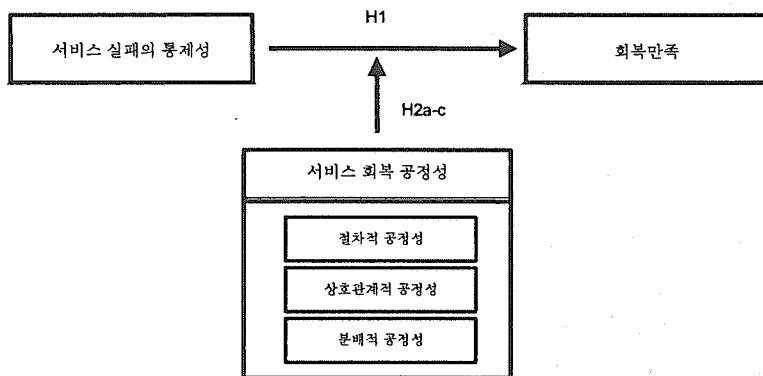 H1
서비스 실패의 통제성
회복만족
H2a-c
서비스 회복 공정성
절차적 공정성
상호관계적 공정성
분배적 공정성